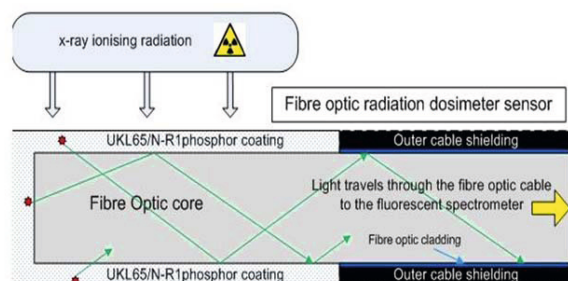 x-ray ionising radiation
Fibre optic radiation dosimeter sensor
UKL65/N-R1phosphor coating
Outer cable shielding
Light travels through the fibre optic cable
to the fluorescent spectrometer
Fibre Optic core
Fibre optic cladding
UKL65/N-R1phosphor coating
Outer cable shielding